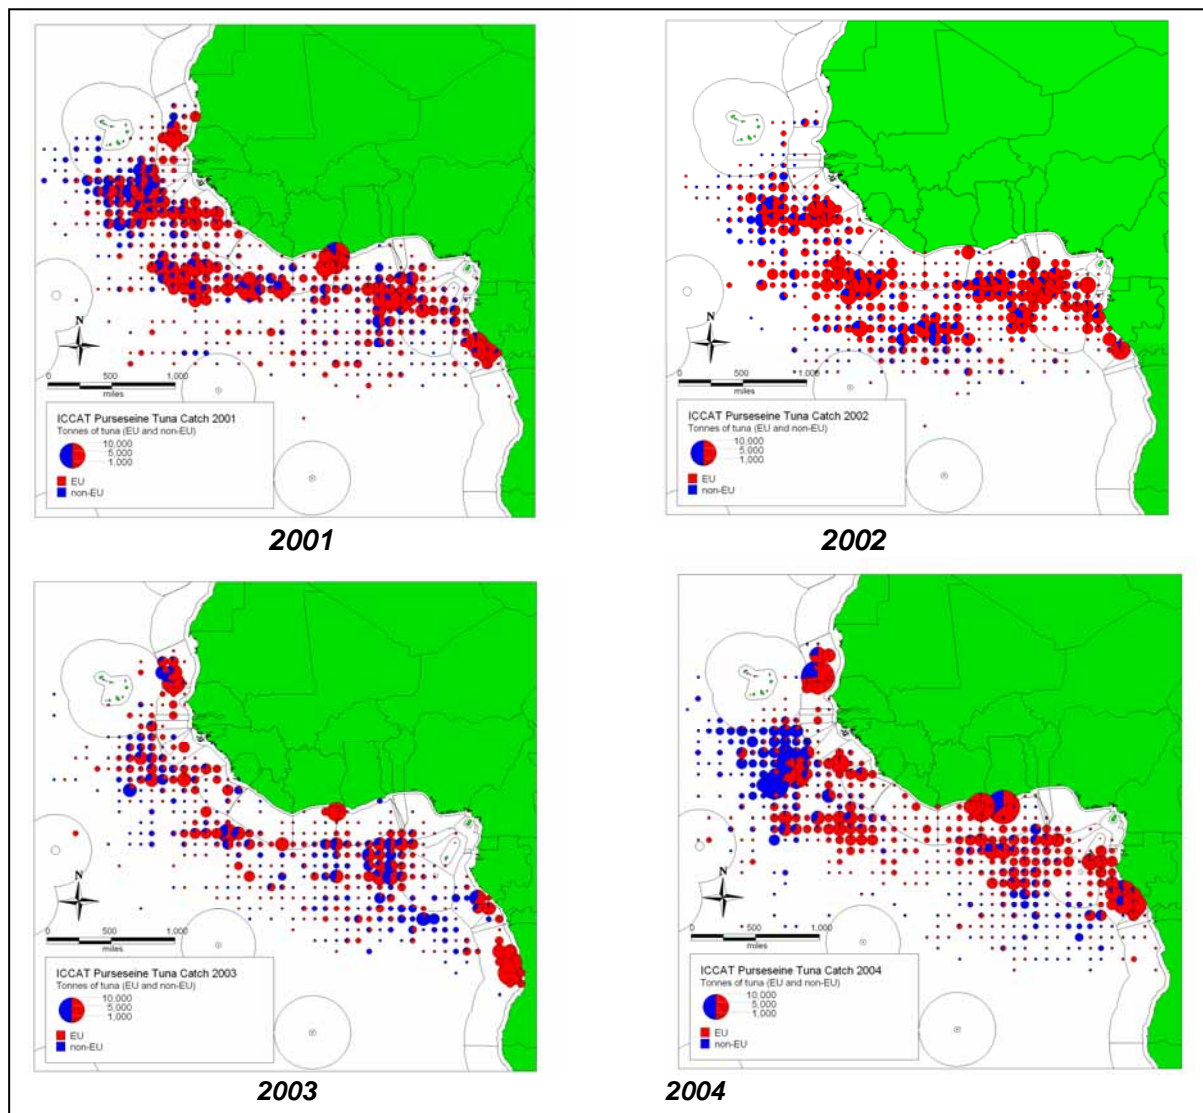 N
0 500 1,000
miles
ICCAT Purseseine Tuna Catch 2001
Tonnes of tuna (EU and non-EU)
10,000
5,000
1,000
EU
non-EU
2001
N
0 500 1,000
miles
ICCAT Purseseine Tuna Catch 2002
Tonnes of tuna (EU and non-EU)
10,000
5,000
1,000
EU
non-EU
2002
N
0 500 1,000
miles
ICCAT Purseseine Tuna Catch 2003
Tonnes of tuna (EU and non-EU)
10,000
5,000
1,000
EU
non-EU
2003
N
0 500 1,000
miles
ICCAT Purseseine Tuna Catch 2004
Tonnes of tuna (EU and non-EU)
10,000
5,000
1,000
EU
non-EU
2004